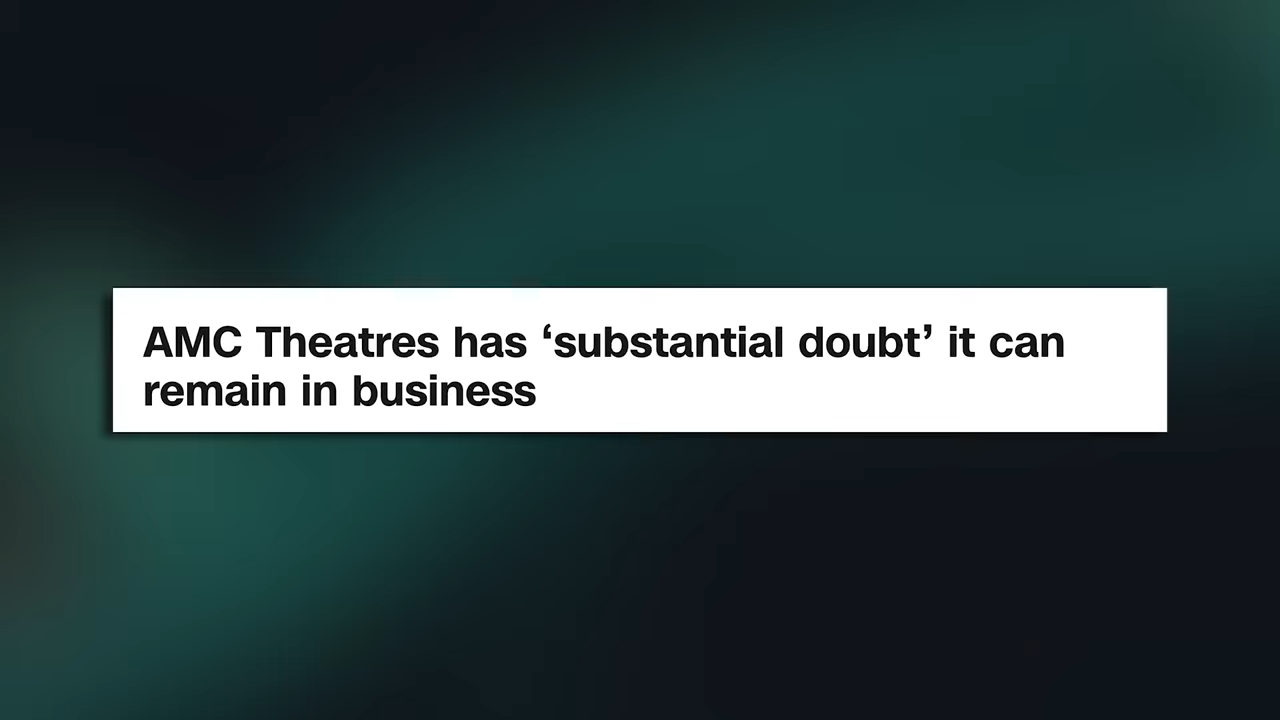 AMC Theatres has ‘substantial doubt’ it can
remain in business